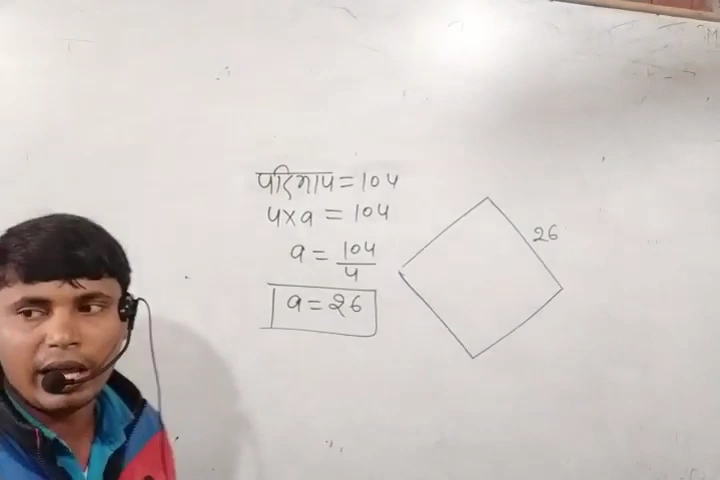 परिमाप = 104
4×a = 104
a = 104/4
a = 26
26